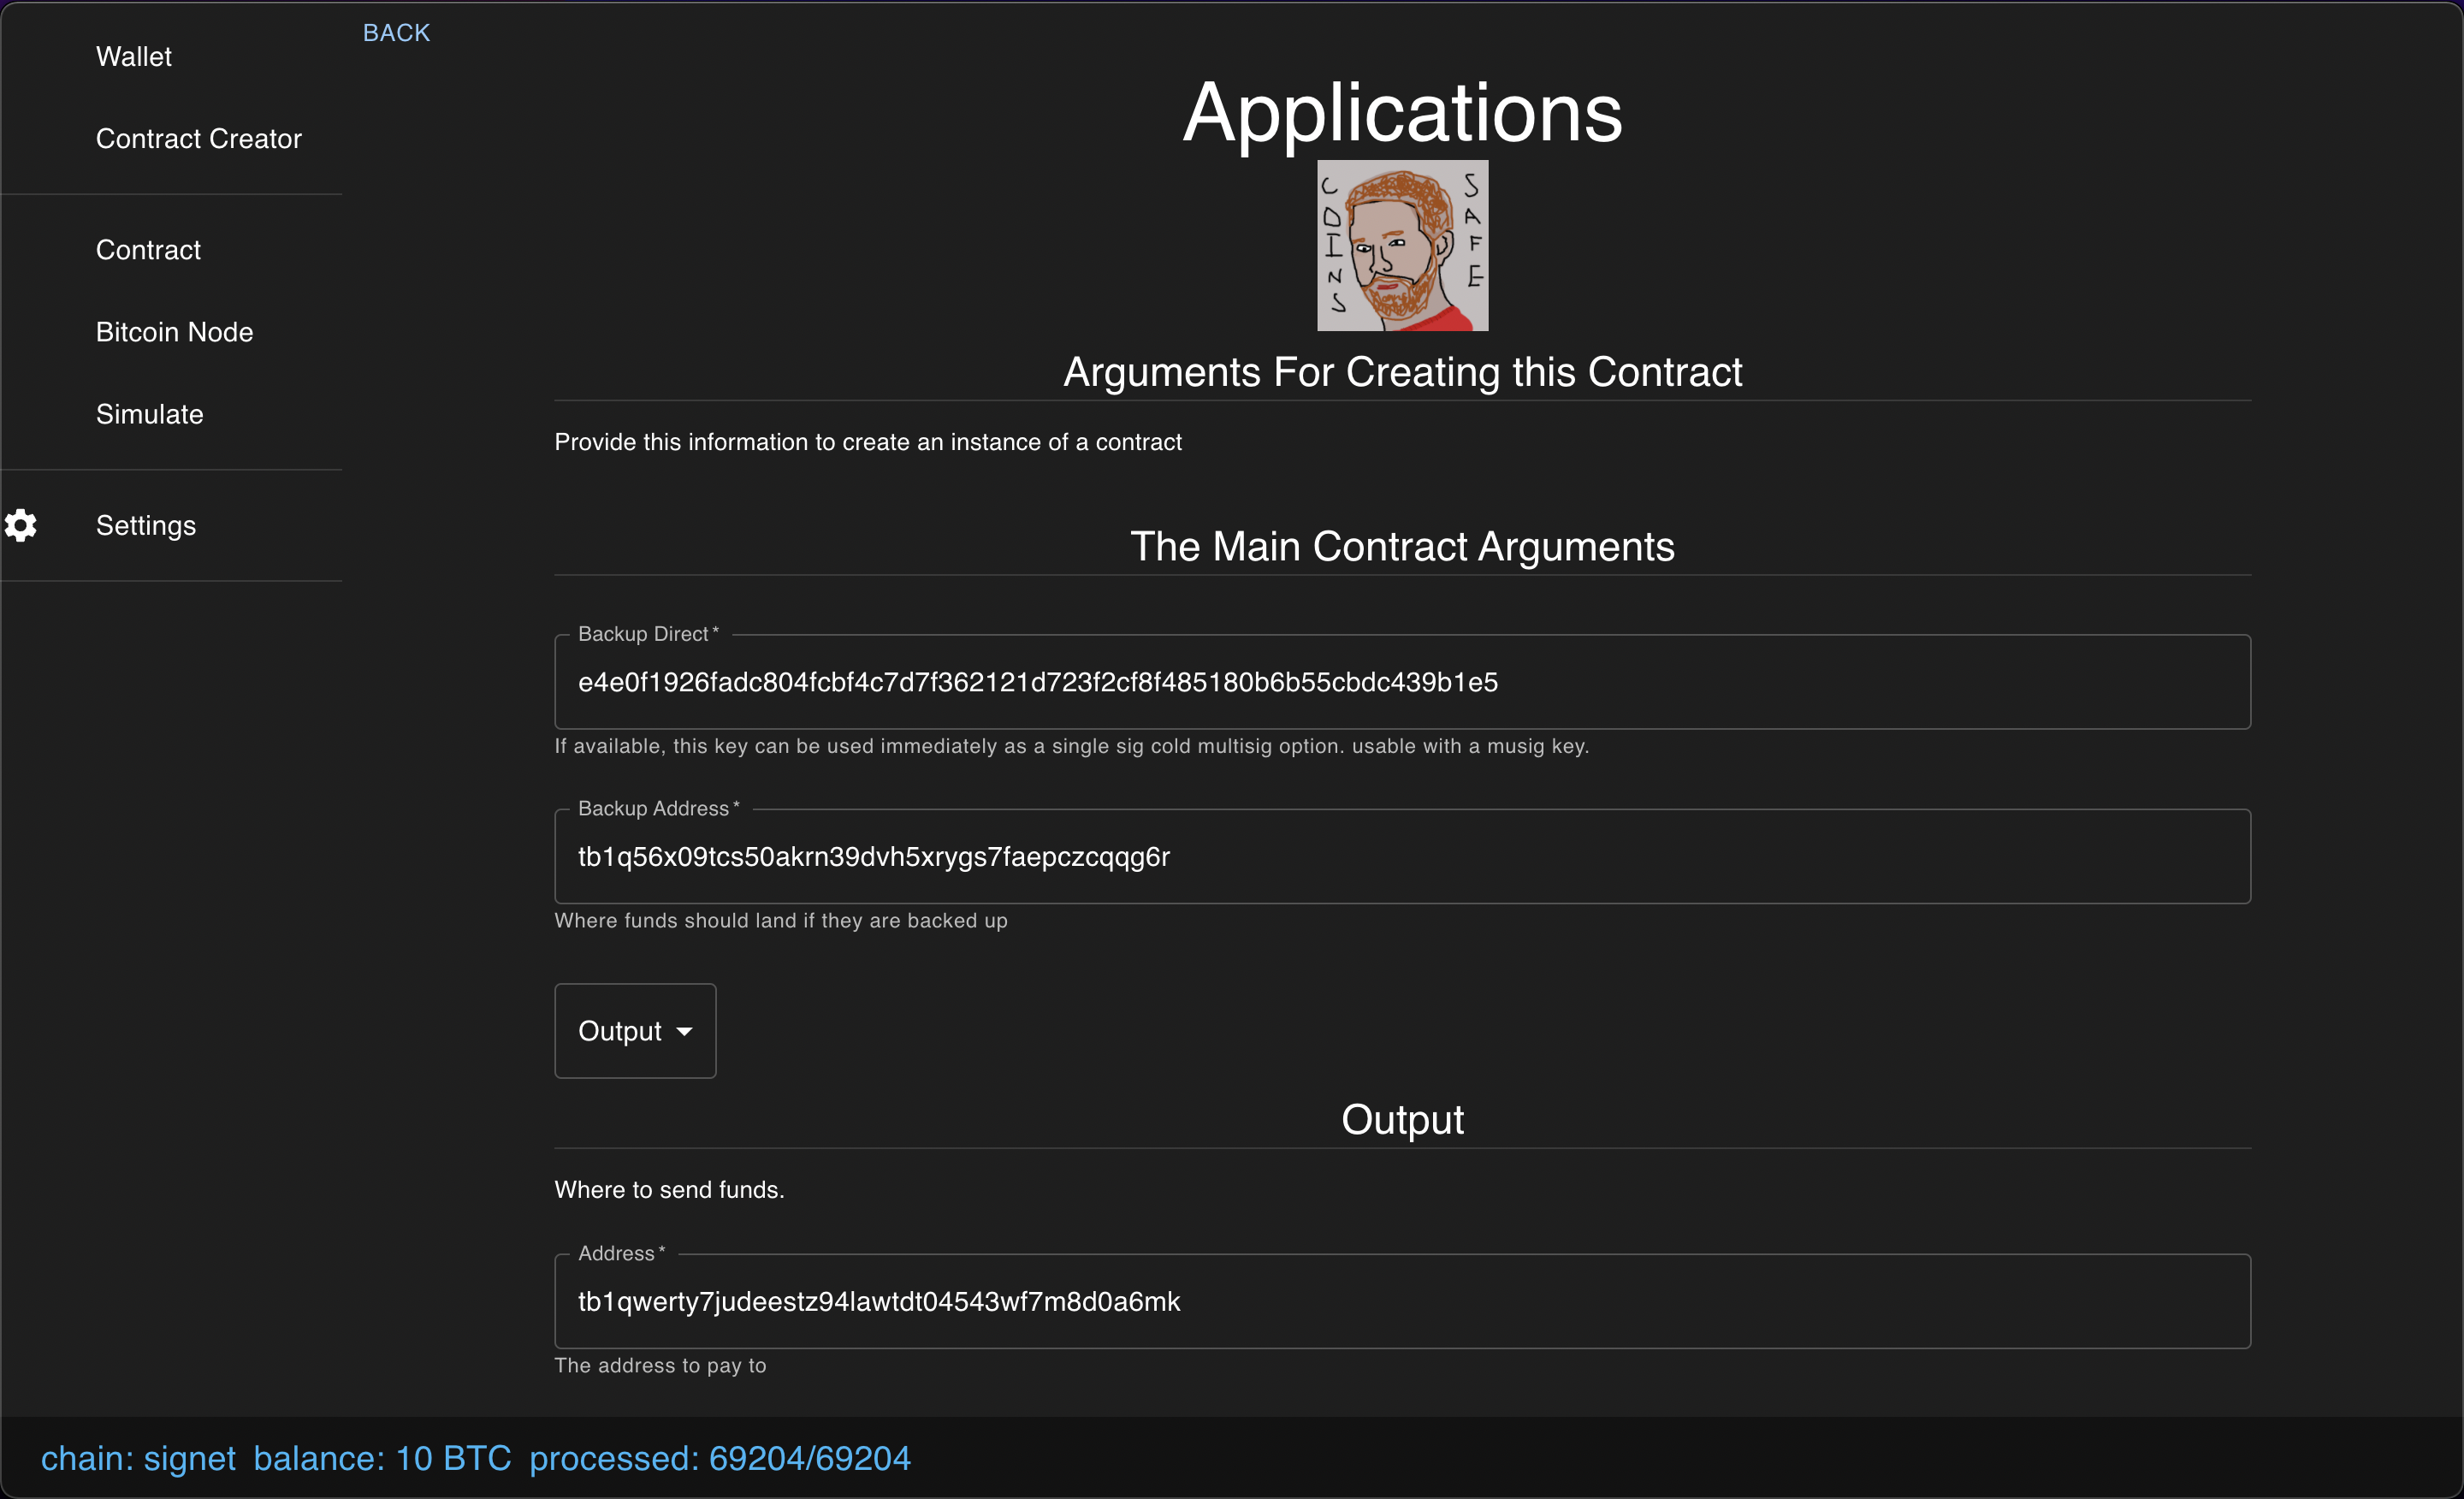 BACK
Wallet
Contract Creator
Contract
Bitcoin Node
Simulate
Settings
Applications
COINS
SAFE
Arguments For Creating this Contract
Provide this information to create an instance of a contract
The Main Contract Arguments
Backup Direct *
e4e0f1926fadc804fcbf4c7d7f362121d723f2cf8f485180b6b55cbdc439b1e5
If available, this key can be used immediately as a single sig cold multisig option. usable with a musig key.
Backup Address *
tb1q56x09tcs50akrn39dvh5xrygs7faepczcqqg6r
Where funds should land if they are backed up
Output
Output
Where to send funds.
Address *
tb1qwerty7judeestz94lawtdt04543wf7m8d0a6mk
The address to pay to
chain: signet balance: 10 BTC processed: 69204/69204